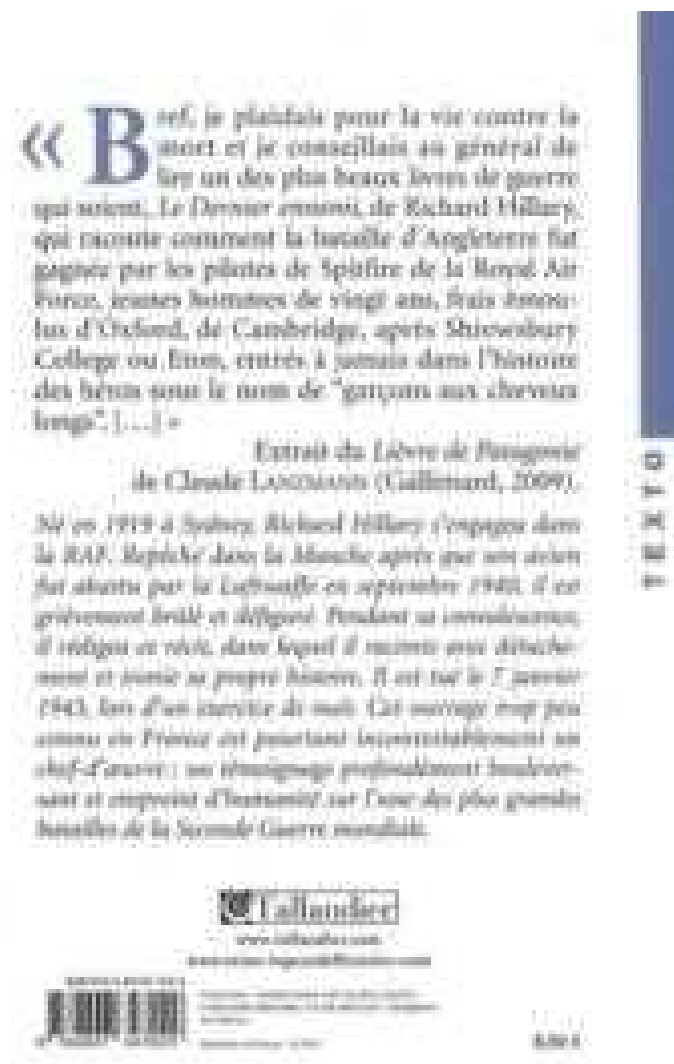 « Bref, je plaidais pour la vie contre la
mort et je conseillais au général de
lire un des plus beaux livres de guerre
qui soient, Le Dernier ennemi, de Richard Hillary,
qui raconte comment la bataille d'Angleterre fut
gagnée par les pilotes de Spitfire de la Royal Air
Force, jeunes hommes de vingt ans, frais émou-
lus d'Oxford, de Cambridge, après Shrewsbury
College ou Eton, entrés à jamais dans l'histoire
des héros sous le nom de "garçons aux cheveux
longs". [...] »
Extrait du Lièvre de Patagonie
de Claude LANZMANN (Gallimard, 2009).
Né en 1919 à Sydney, Richard Hillary s'engagea dans
la RAF. Repêché dans la Manche après que son avion
fut abattu par la Luftwaffe en septembre 1940, il est
grièvement brûlé et défiguré. Pendant sa convalescence,
il rédigea ce récit, dans lequel il raconte avec détache-
ment et ironie sa propre histoire. Il est tué le 7 janvier
1943, lors d'un exercice de nuit. Cet ouvrage trop peu
connu en France est pourtant incontestablement un
chef-d'œuvre : un témoignage profondément boulever-
sant et empreint d'humanité sur l'une des plus grandes
batailles de la Seconde Guerre mondiale.
Tallandier
www.tallandier.com
TEXTO